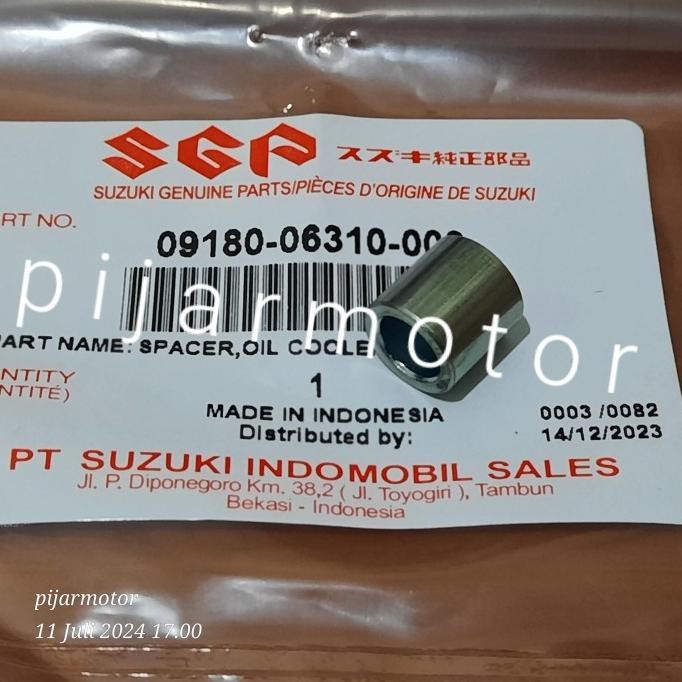 SGP スズキ純正部品
SUZUKI GENUINE PARTS/PIÈCES D'ORIGINE DE SUZUKI
RT NO.
09180-06310-00
pijarmotor
ART NAME: SPACER,OIL COOLE
NTITY
NTITÉ)
1
MADE IN INDONESIA
0003 /0082
Distributed by:
14/12/2023
PT SUZUKI INDOMOBIL SALES
Jl. P. Diponegoro Km. 38,2 ( Jl. Toyogiri ), Tambun
Bekasi - Indonesia
pijarmotor
11 Juli 2024 17.00